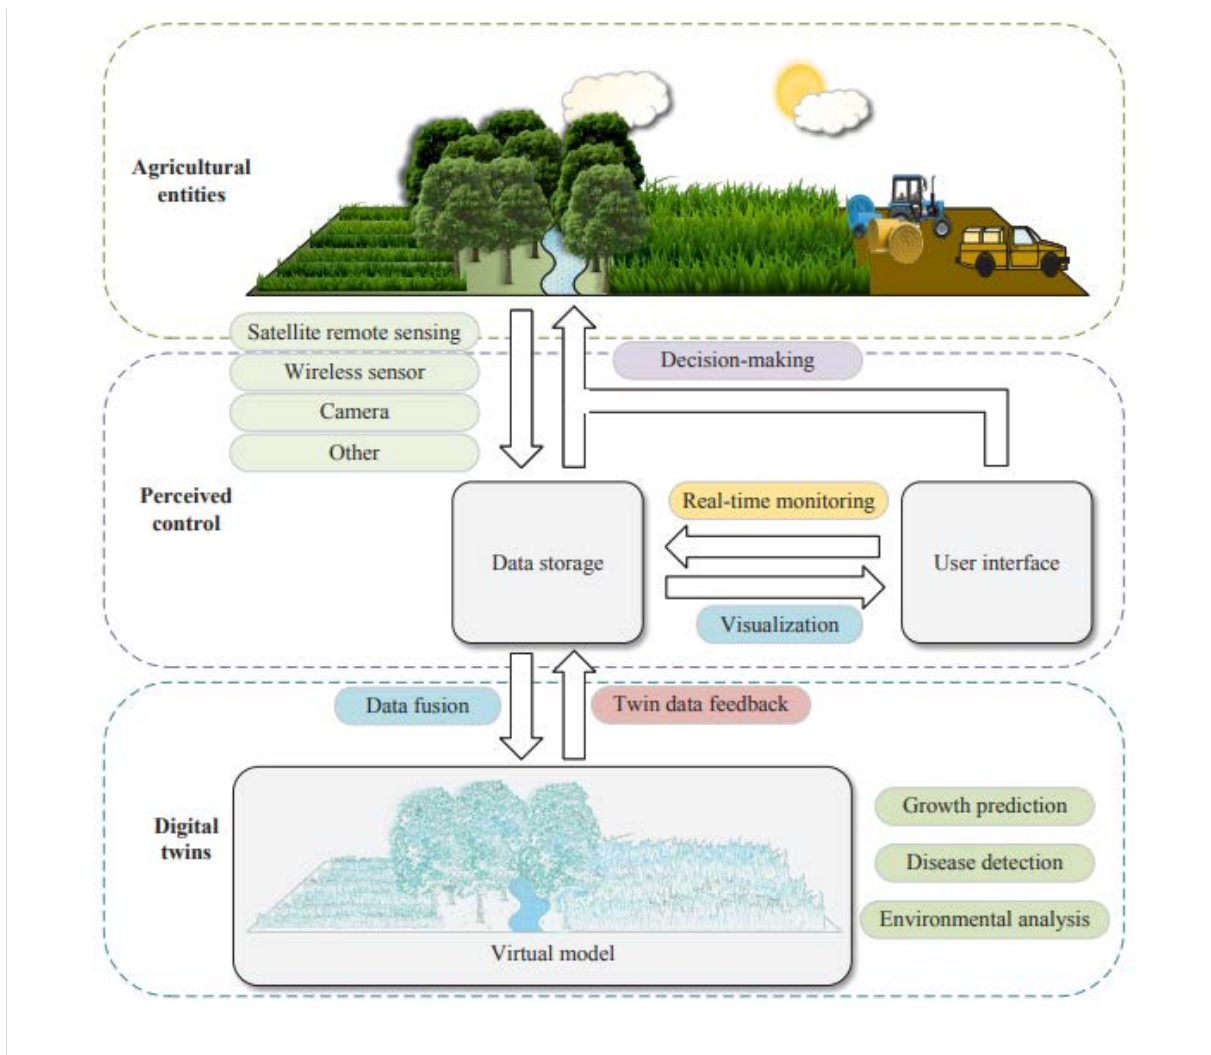 Agricultural
entities
Satellite remote sensing
Wireless sensor
Camera
Other
Decision-making
Perceived
control
Data storage
Real-time monitoring
Visualization
User interface
Data fusion
Twin data feedback
Digital
twins
Virtual model
Growth prediction
Disease detection
Environmental analysis